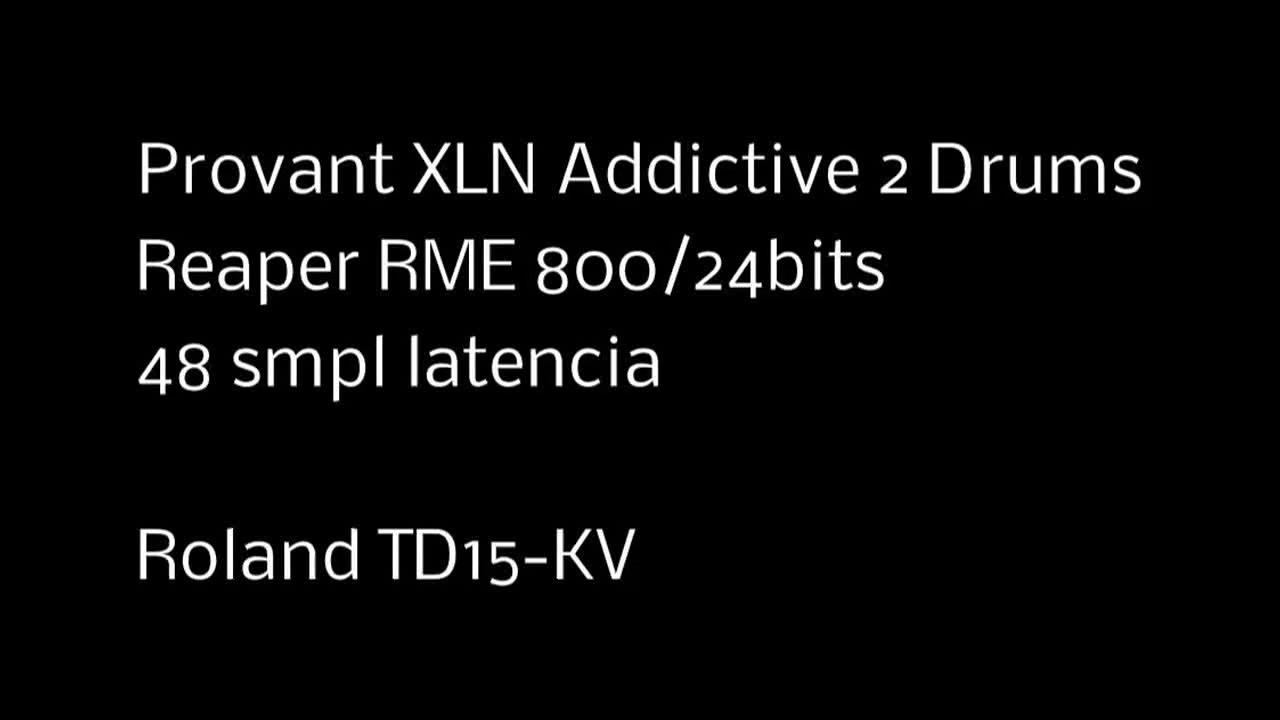 Provant XLN Addictive 2 Drums
Reaper RME 800/24bits
48 smpl latencia
Roland TD15-KV